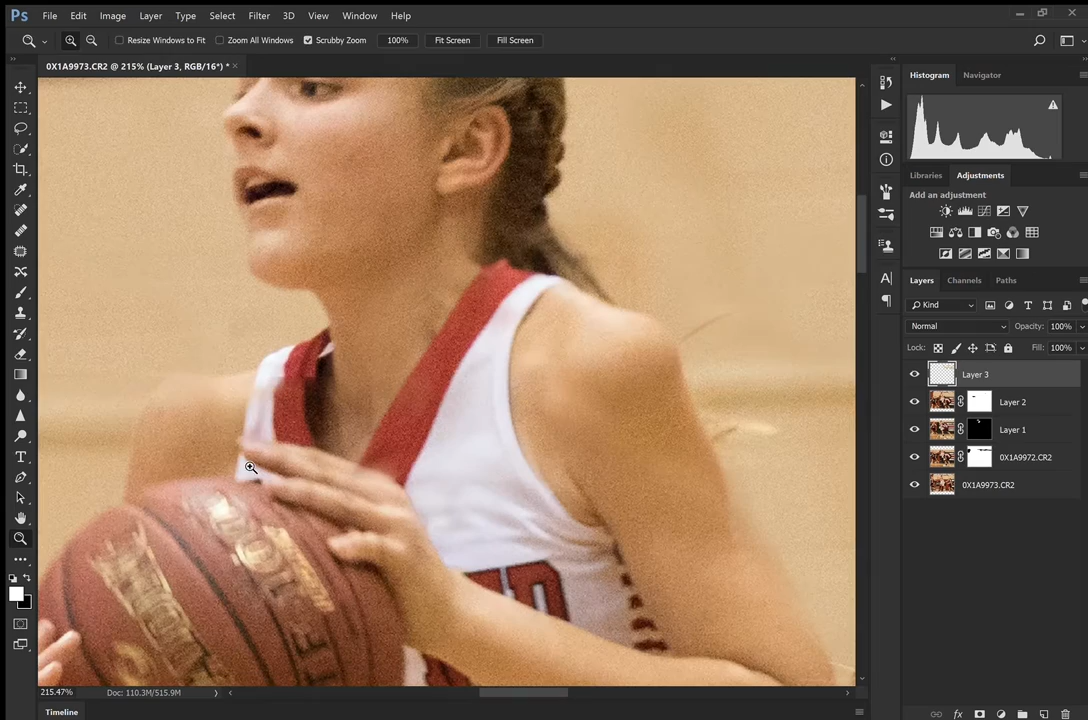 Ps File Edit Image Layer Type Select Filter 3D View Window Help
Resize Windows to Fit Zoom All Windows Scrubby Zoom 100% Fit Screen Fill Screen
0X1A9973.CR2 @ 215% (Layer 3, RGB/16*) * ×
Histogram Navigator
Libraries Adjustments
Add an adjustment
Layers Channels Paths
Kind
Normal Opacity: 100%
Lock: Fill: 100%
Layer 3
Layer 2
Layer 1
0X1A9972.CR2
0X1A9973.CR2
215.47% Doc: 110.3M/515.9M
Timeline
fx